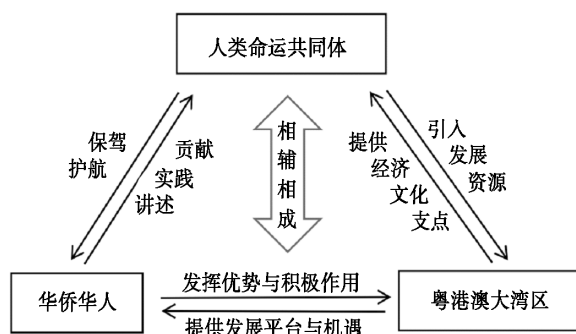 人类命运共同体
保驾
护航
贡献
实践
讲述
相辅相成
提供
经济
文化
支点
引入
发展
资源
华侨华人
发挥优势与积极作用
提供发展平台与机遇
粤港澳大湾区